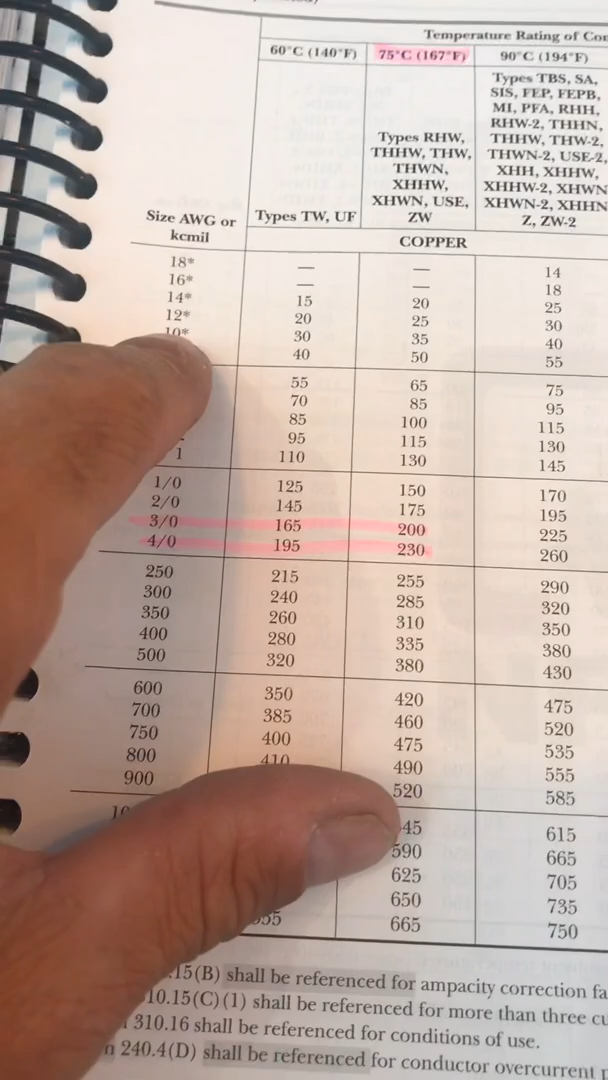 Temperature Rating of
60°C (140°F) 75°C (167°F) 90°C (194°F)
Types TBS, SA,
SIS, FEP, FEPB,
MI, PFA, RHH,
RHW-2, THHN,
Types RHW, THHW, THW-2,
THHW, THW, THWN-2, USE-2,
THWN, XHH, XHHW,
XHHW, XHHW-2, XHWN
Size AWG or XHWN, USE, XHWN-2, XHHN
kcmil Types TW, UF ZW Z, ZW-2
COPPER
18* — — 14
16* — — 18
14* 15 20 25
12* 20 25 30
10* 30 35 40
40 50 55
55 65 75
70 85 95
85 100 115
95 115 130
1 110 130 145
1/0 125 150 170
2/0 145 175 195
3/0 165 200 225
4/0 195 230 260
250 215 255 290
300 240 285 320
350 260 310 350
400 280 335 380
500 320 380 430
600 350 420 475
700 385 460 520
750 400 475 535
800 410 490 555
900 520 585
45 615
590 665
625 705
650 735
665 750
.15(B) shall be referenced for ampacity correction
10.15(C)(1) shall be referenced for more than three
310.16 shall be referenced for conditions of use.
240.4(D) shall be referenced for conductor overcurrent